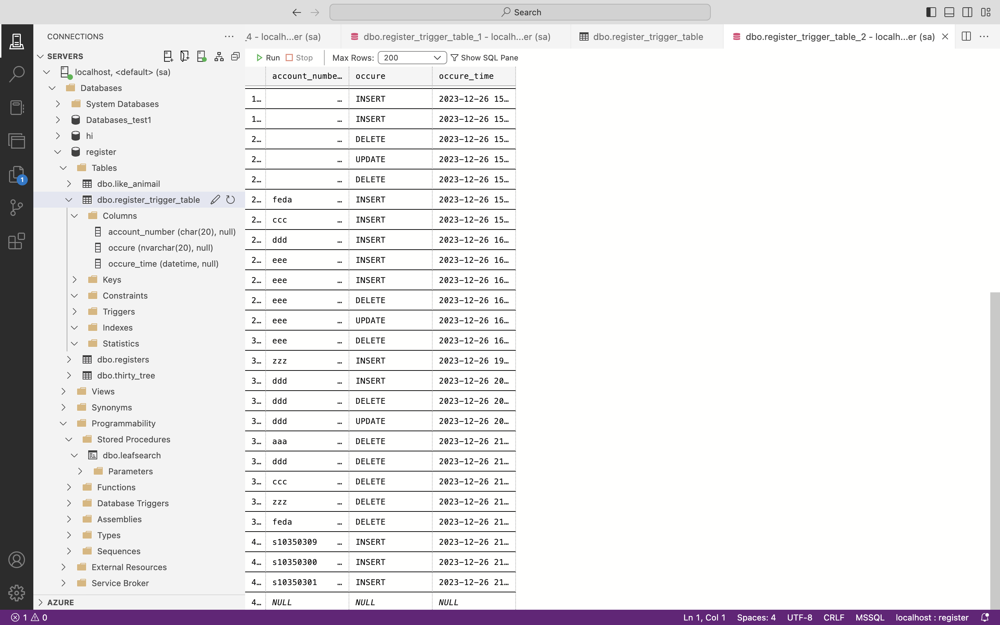 Search
CONNECTIONS
_4 - localh...er (sa)
dbo.register_trigger_table_1 - localh...er (sa)
dbo.register_trigger_table
dbo.register_trigger_table_2 - localh...er (sa)
SERVERS
Run Stop Max Rows: 200 Show SQL Pane
localhost, <default> (sa)
Databases
System Databases
Databases_test1
hi
register
Tables
dbo.like_animail
dbo.register_trigger_table
Columns
account_number (char(20), null)
occure (nvarchar(20), null)
occure_time (datetime, null)
Keys
Constraints
Triggers
Indexes
Statistics
dbo.registers
dbo.thirty_tree
Views
Synonyms
Programmability
Stored Procedures
dbo.leafsearch
Parameters
Functions
Database Triggers
Assemblies
Types
Sequences
External Resources
Service Broker
AZURE
1
account_numbe… occure occure_time
1… … INSERT 2023-12-26 15…
1… … INSERT 2023-12-26 15…
2… … DELETE 2023-12-26 15…
2… … UPDATE 2023-12-26 15…
2… … DELETE 2023-12-26 15…
2… feda … INSERT 2023-12-26 15…
2… ccc … INSERT 2023-12-26 15…
2… ddd … INSERT 2023-12-26 16…
2… eee … INSERT 2023-12-26 16…
2… eee … INSERT 2023-12-26 16…
2… eee … DELETE 2023-12-26 16…
2… eee … UPDATE 2023-12-26 16…
3… eee … DELETE 2023-12-26 16…
3… zzz … INSERT 2023-12-26 19…
3… ddd … INSERT 2023-12-26 20…
3… ddd … DELETE 2023-12-26 20…
3… ddd … UPDATE 2023-12-26 20…
3… aaa … DELETE 2023-12-26 21…
3… ddd … DELETE 2023-12-26 21…
3… ccc … DELETE 2023-12-26 21…
3… zzz … DELETE 2023-12-26 21…
3… feda … DELETE 2023-12-26 21…
4… s10350309 … INSERT 2023-12-26 21…
4… s10350300 … INSERT 2023-12-26 21…
4… s10350301 … INSERT 2023-12-26 21…
4… NULL NULL NULL
1 0
Ln 1, Col 1 Spaces: 4 UTF-8 CRLF MSSQL localhost : register